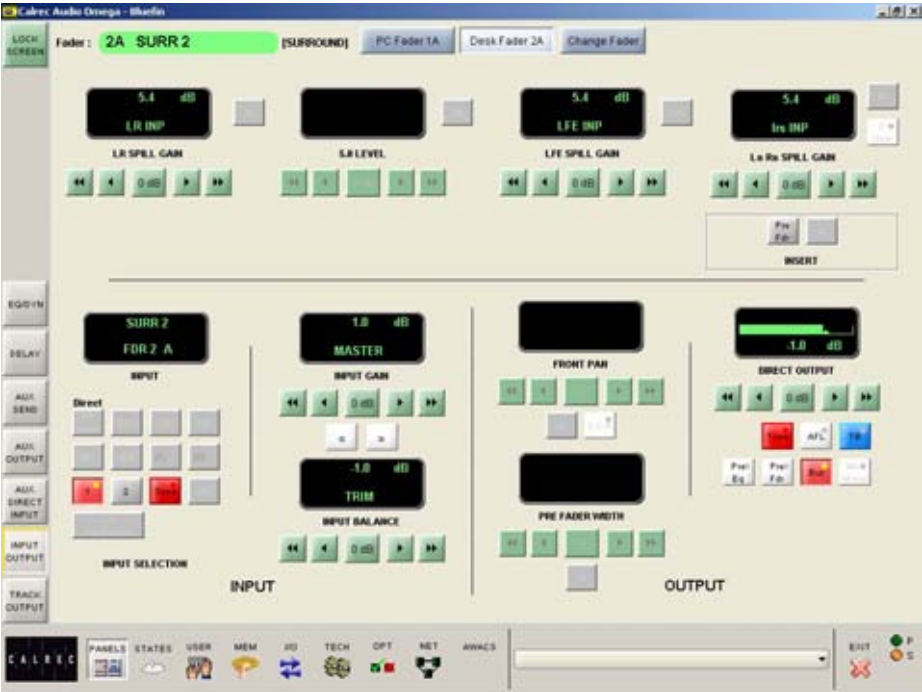 Calrec Audio Omega - Bluefin
LOCK SCREEN
Fader : 2A SURR 2 [SURROUND] PC Fader 1A Desk Fader 2A Change Fader
5.4 dB
LR INP
LR SPILL GAIN
0 dB
5.0 LEVEL
5.4 dB
LFE INP
LFE SPILL GAIN
0 dB
5.4 dB
lrs INP
Ls Rs SPILL GAIN
0 dB
Pre Fdr
INSERT
EQ/DYN
DELAY
AUX SEND
AUX OUTPUT
AUX DIRECT INPUT
INPUT OUTPUT
TRACK OUTPUT
SURR 2
FDR 2 A
INPUT
Direct
1 2 Tone
INPUT SELECTION
1.0 dB
MASTER
INPUT GAIN
0 dB
« »
-1.0 dB
TRIM
INPUT BALANCE
0 dB
INPUT
FRONT PAN
PRE FADER WIDTH
-1.0 dB
DIRECT OUTPUT
0 dB
Tone AFL TB
Pre/ Eq Pre/ Fdr
OUTPUT
CALREC
PANELS STATES USER MEM I/O TECH OPT NET AWACS
EXIT
P
S